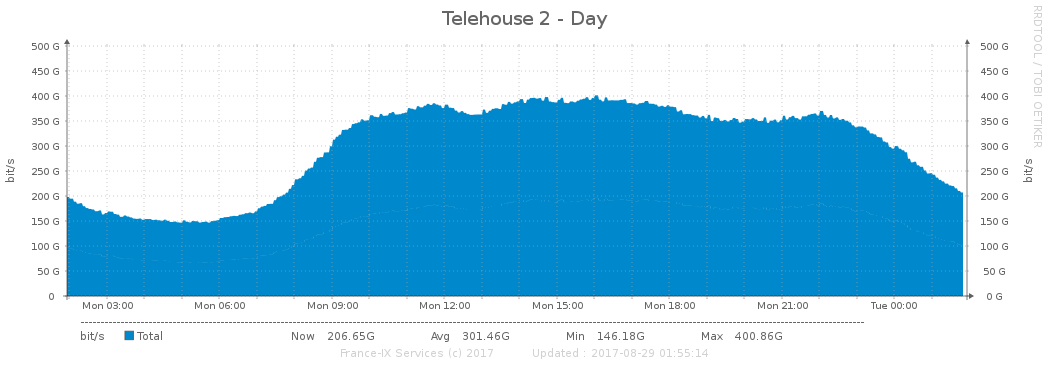 Telehouse 2 - Day
RRDTOOL / TOBI OETIKER
bit/s
500 G 500 G
450 G 450 G
400 G 400 G
350 G 350 G
300 G 300 G
250 G 250 G
200 G 200 G
150 G 150 G
100 G 100 G
50 G 50 G
0 0 G
bit/s
Mon 03:00 Mon 06:00 Mon 09:00 Mon 12:00 Mon 15:00 Mon 18:00 Mon 21:00 Tue 00:00
bit/s Total Now 206.65G Avg 301.46G Min 146.18G Max 400.86G
France-IX Services (c) 2017 Updated : 2017-08-29 01:55:14